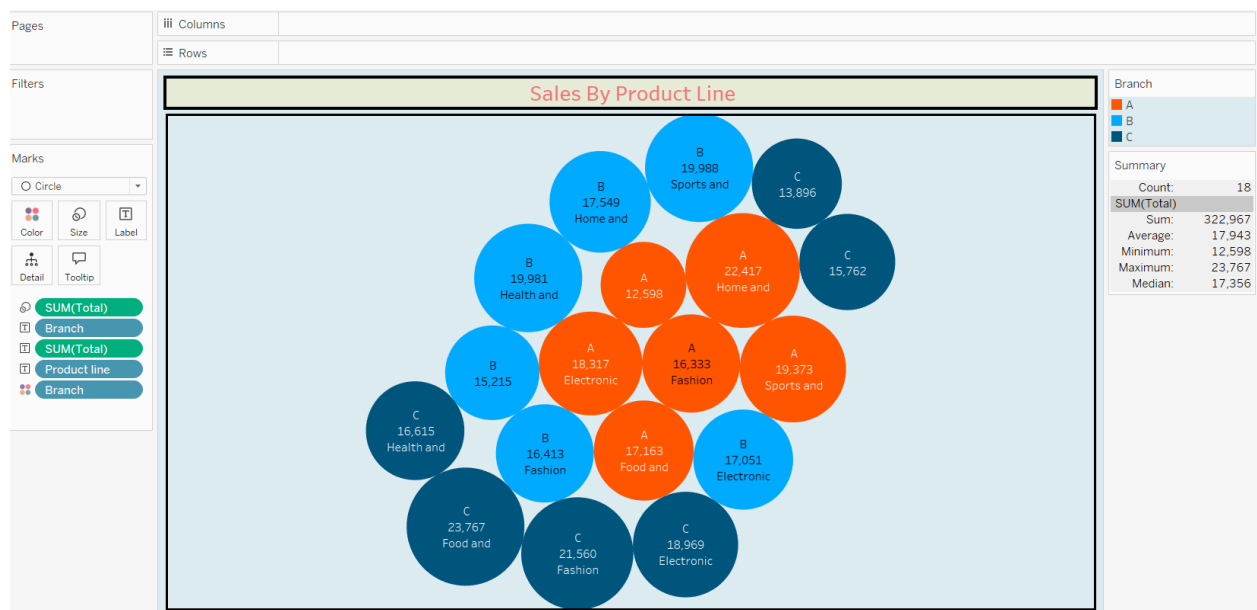 Pages
Columns
Rows
Filters
Marks
Circle
Color
Size
Label
Detail
Tooltip
SUM(Total)
Branch
SUM(Total)
Product line
Branch
Sales By Product Line
B
19,988
Sports and
C
13,896
B
17,549
Home and
A
22,417
Home and
C
15,762
B
19,981
Health and
A
12,598
A
18,317
Electronic
A
16,333
Fashion
A
19,373
Sports and
B
15,215
C
16,615
Health and
B
16,413
Fashion
A
17,163
Food and
B
17,051
Electronic
C
23,767
Food and
C
21,560
Fashion
C
18,969
Electronic
Branch
A
B
C
Summary
Count: 18
SUM(Total)
Sum: 322,967
Average: 17,943
Minimum: 12,598
Maximum: 23,767
Median: 17,356